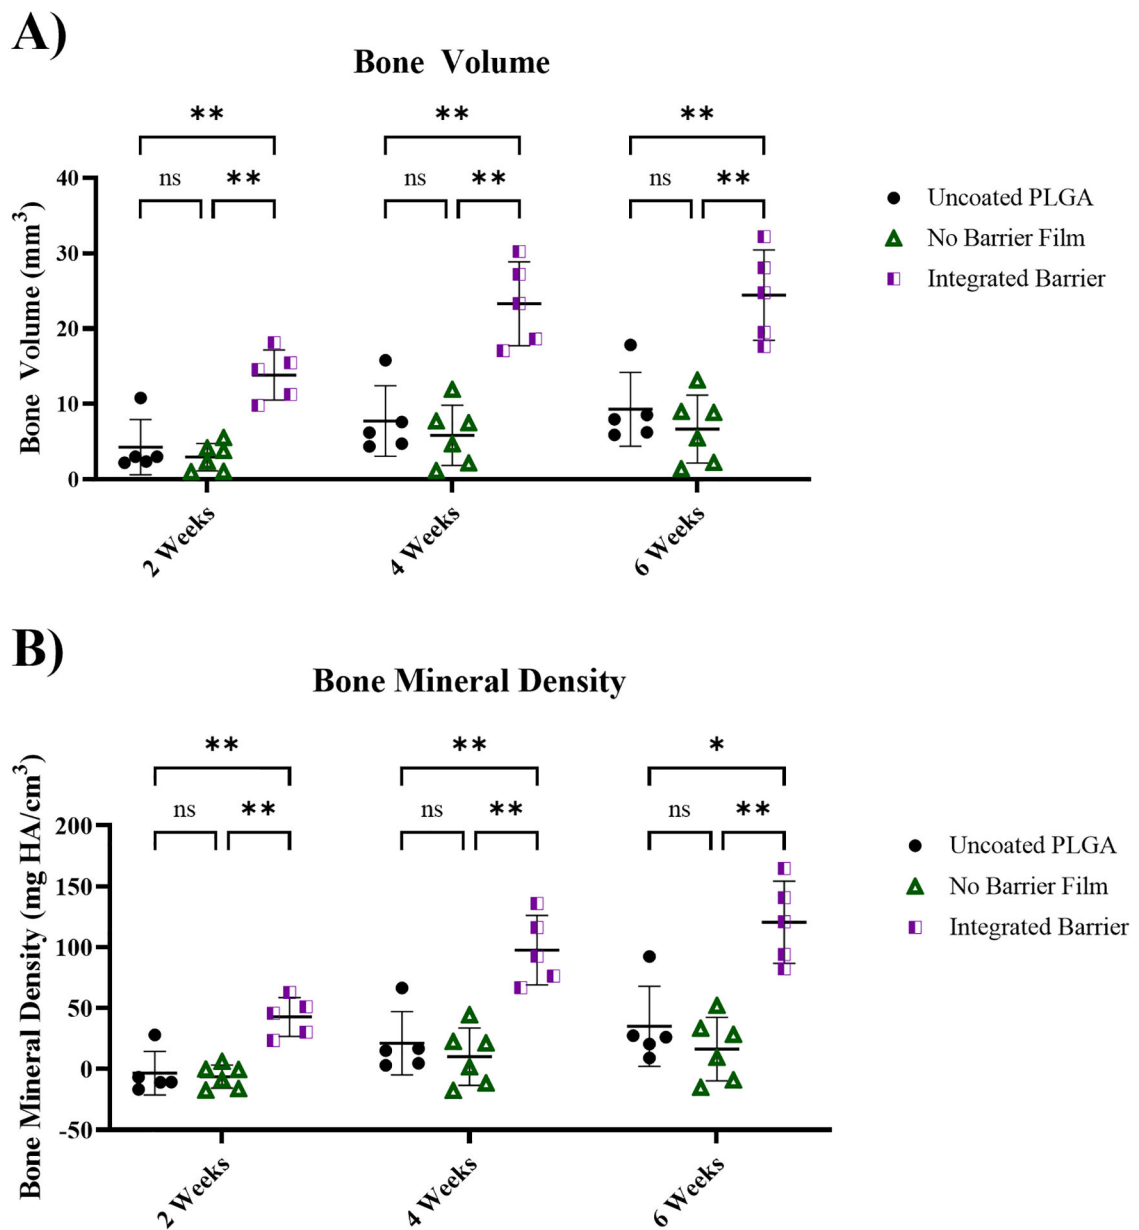 A)
Bone Volume
** ** **
ns ** ns ** ns **
40
30
20
10
0
Bone Volume (mm³)
2 Weeks
4 Weeks
6 Weeks
Uncoated PLGA
No Barrier Film
Integrated Barrier
B)
Bone Mineral Density
** ** *
ns ** ns ** ns **
200
150
100
50
0
-50
Bone Mineral Density (mg HA/cm³)
2 Weeks
4 Weeks
6 Weeks
Uncoated PLGA
No Barrier Film
Integrated Barrier